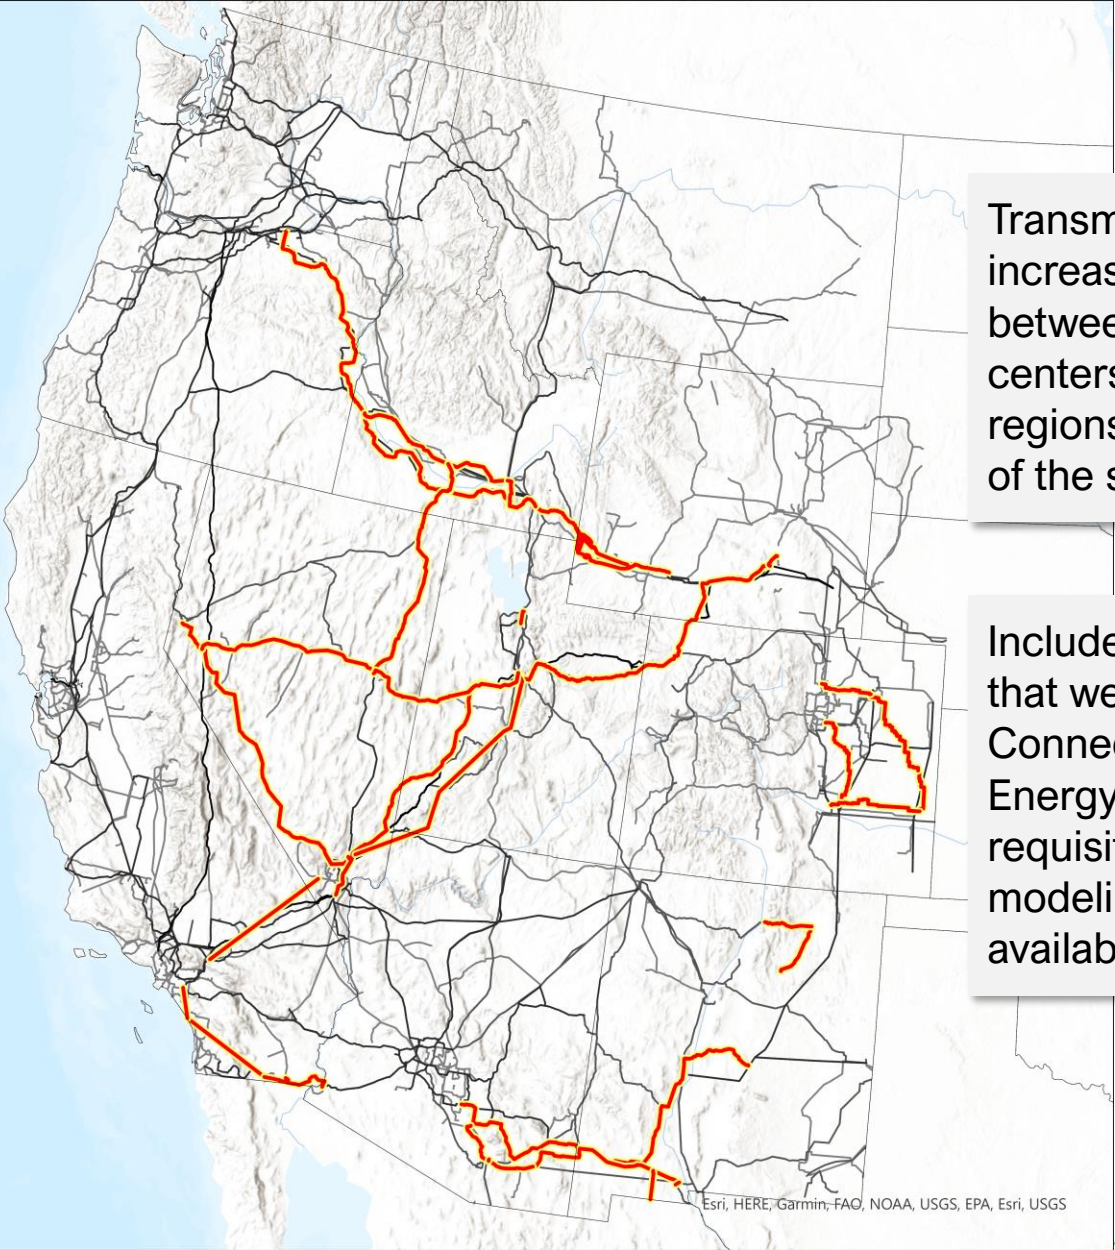 Transm
increas
betwee
centers
regions
of the s
Include
that we
Connec
Energy
requisit
modeli
availab
Esri, HERE, Garmin, FAO, NOAA, USGS, EPA, Esri, USGS